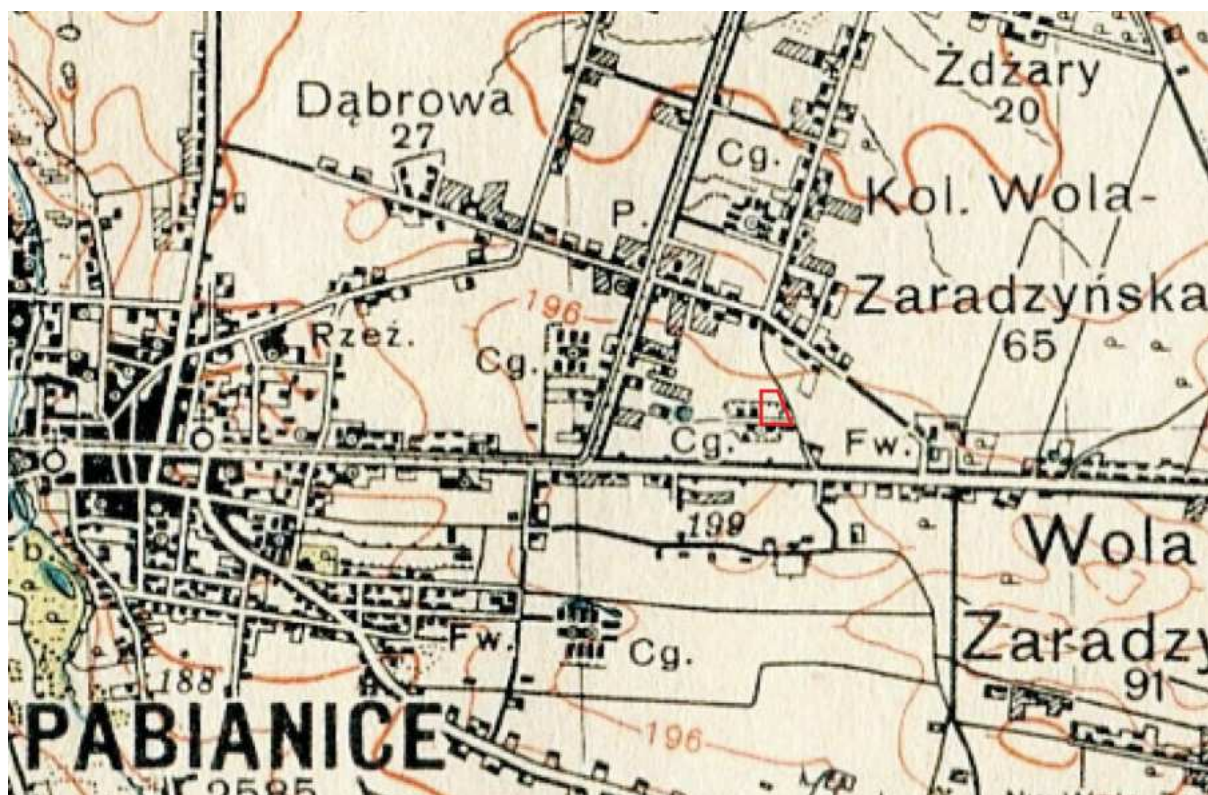 Żdżary
20
Dąbrowa
27
Cg.
Kol. Wola-
P.
Zaradzyńska
65
196
Rzeź.
Cg.
Cg.
Fw.
199
Wola
b.
Fw.
Cg.
Zaradzy
91
188
PABIANICE
196
2585